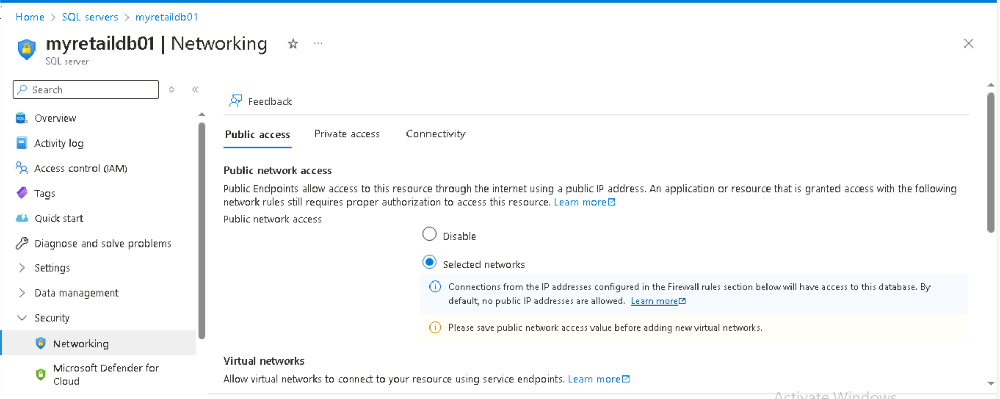 Home > SQL servers > myretaildb01
myretaildb01 | Networking
SQL server
Search
Overview
Activity log
Access control (IAM)
Tags
Quick start
Diagnose and solve problems
Settings
Data management
Security
Networking
Microsoft Defender for
Cloud
Feedback
Public access Private access Connectivity
Public network access
Public Endpoints allow access to this resource through the internet using a public IP address. An application or resource that is granted access with the following
network rules still requires proper authorization to access this resource. Learn more
Public network access
Disable
Selected networks
Connections from the IP addresses configured in the Firewall rules section below will have access to this database. By
default, no public IP addresses are allowed. Learn more
Please save public network access value before adding new virtual networks.
Virtual networks
Allow virtual networks to connect to your resource using service endpoints. Learn more
Activate Windows